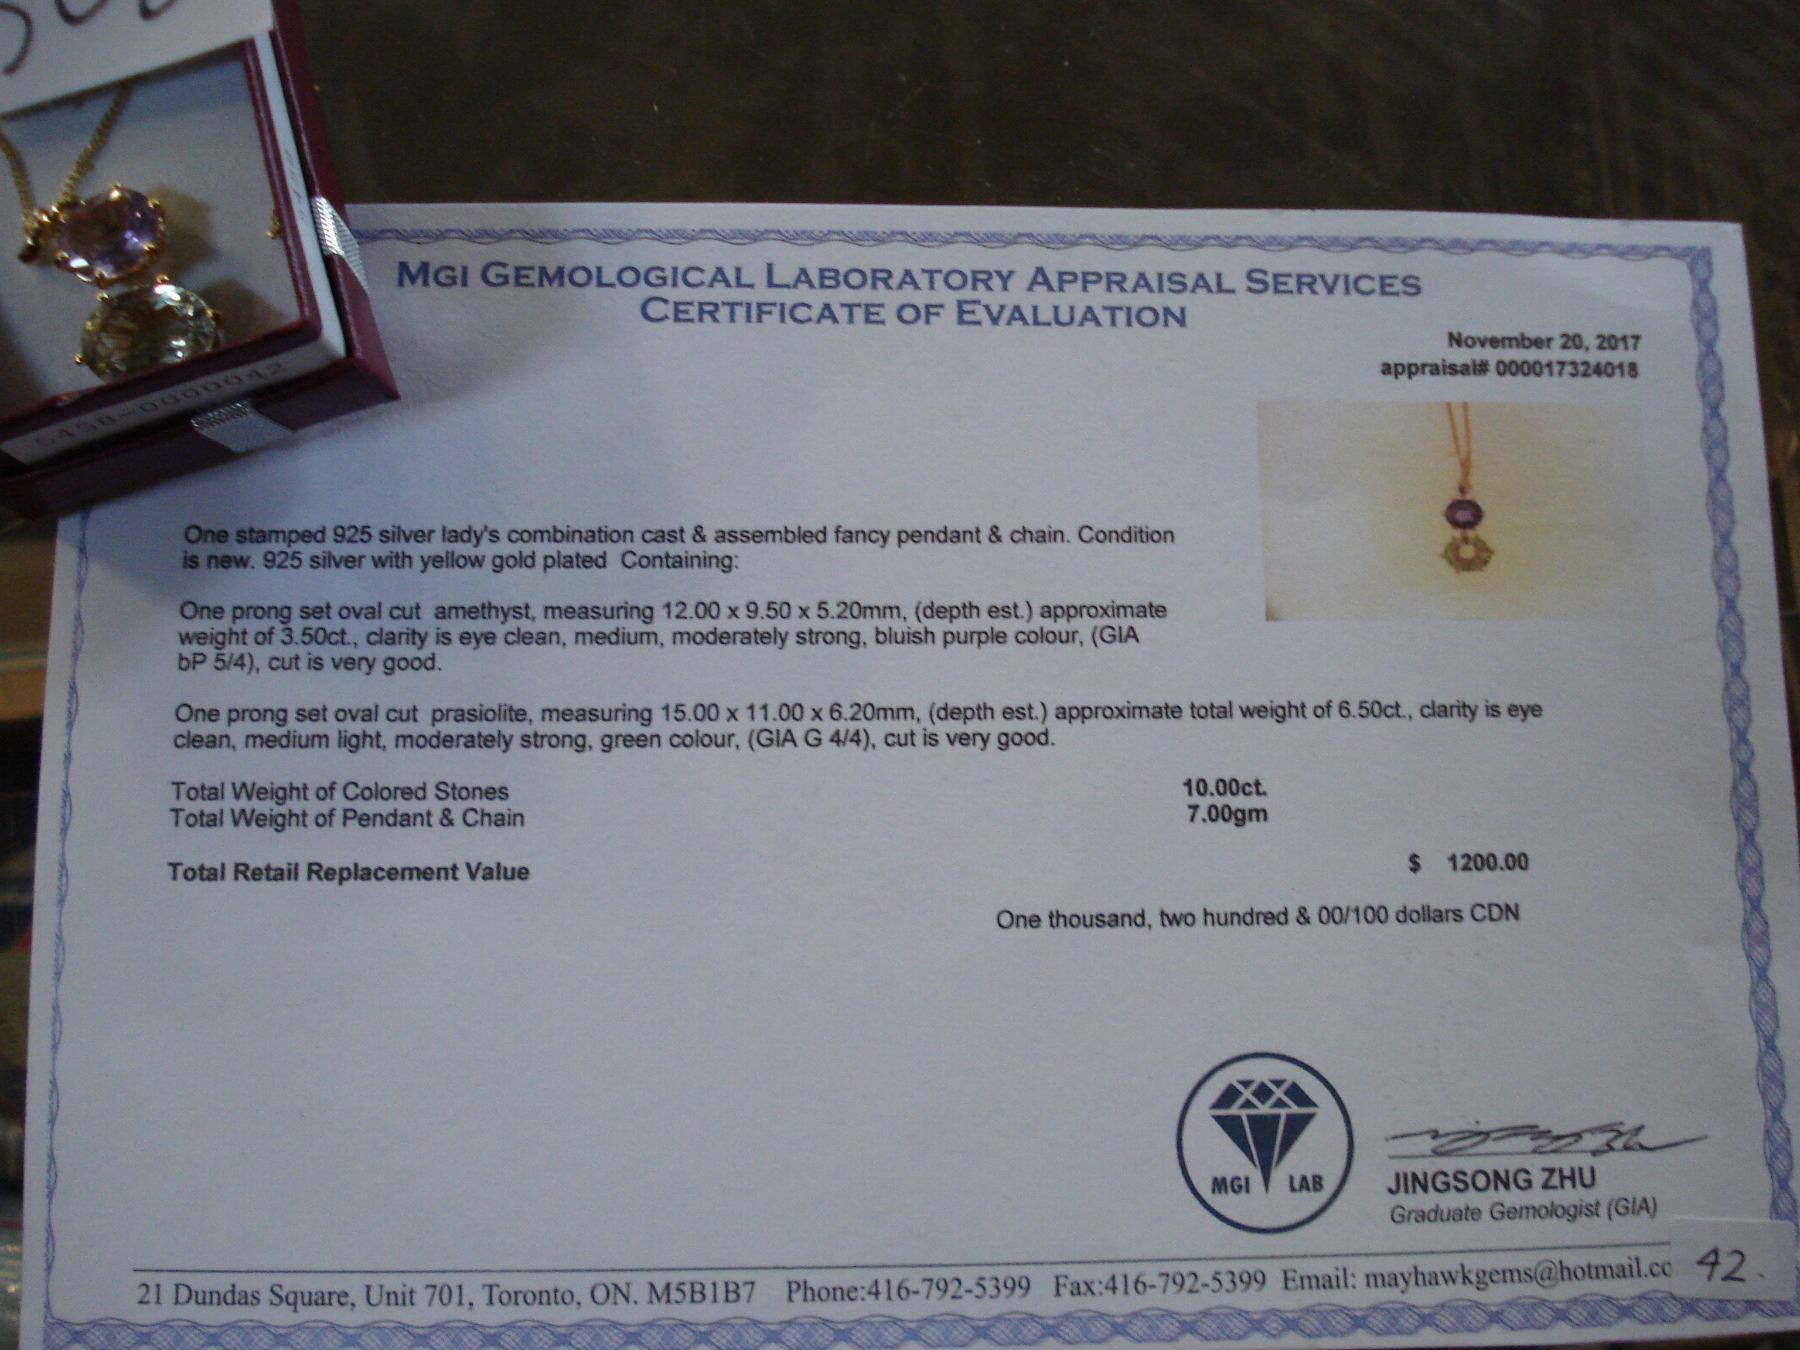 MGI GEMOLOGICAL LABORATORY APPRAISAL SERVICES
CERTIFICATE OF EVALUATION
November 20, 2017
appraisal# 000017324018
5458-0000042
One stamped 925 silver lady's combination cast & assembled fancy pendant & chain. Condition
is new. 925 silver with yellow gold plated Containing:
One prong set oval cut amethyst, measuring 12.00 x 9.50 x 5.20mm, (depth est.) approximate
weight of 3.50ct., clarity is eye clean, medium, moderately strong, bluish purple colour, (GIA
bP 5/4), cut is very good.
One prong set oval cut prasiolite, measuring 15.00 x 11.00 x 6.20mm, (depth est.) approximate total weight of 6.50ct., clarity is eye
clean, medium light, moderately strong, green colour, (GIA G 4/4), cut is very good.
Total Weight of Colored Stones 10.00ct.
Total Weight of Pendant & Chain 7.00gm
Total Retail Replacement Value $ 1200.00
One thousand, two hundred & 00/100 dollars CDN
MGI LAB
JINGSONG ZHU
Graduate Gemologist (GIA)
21 Dundas Square, Unit 701, Toronto, ON. M5B1B7 Phone:416-792-5399 Fax:416-792-5399 Email: mayhawkgems@hotmail.cc 42